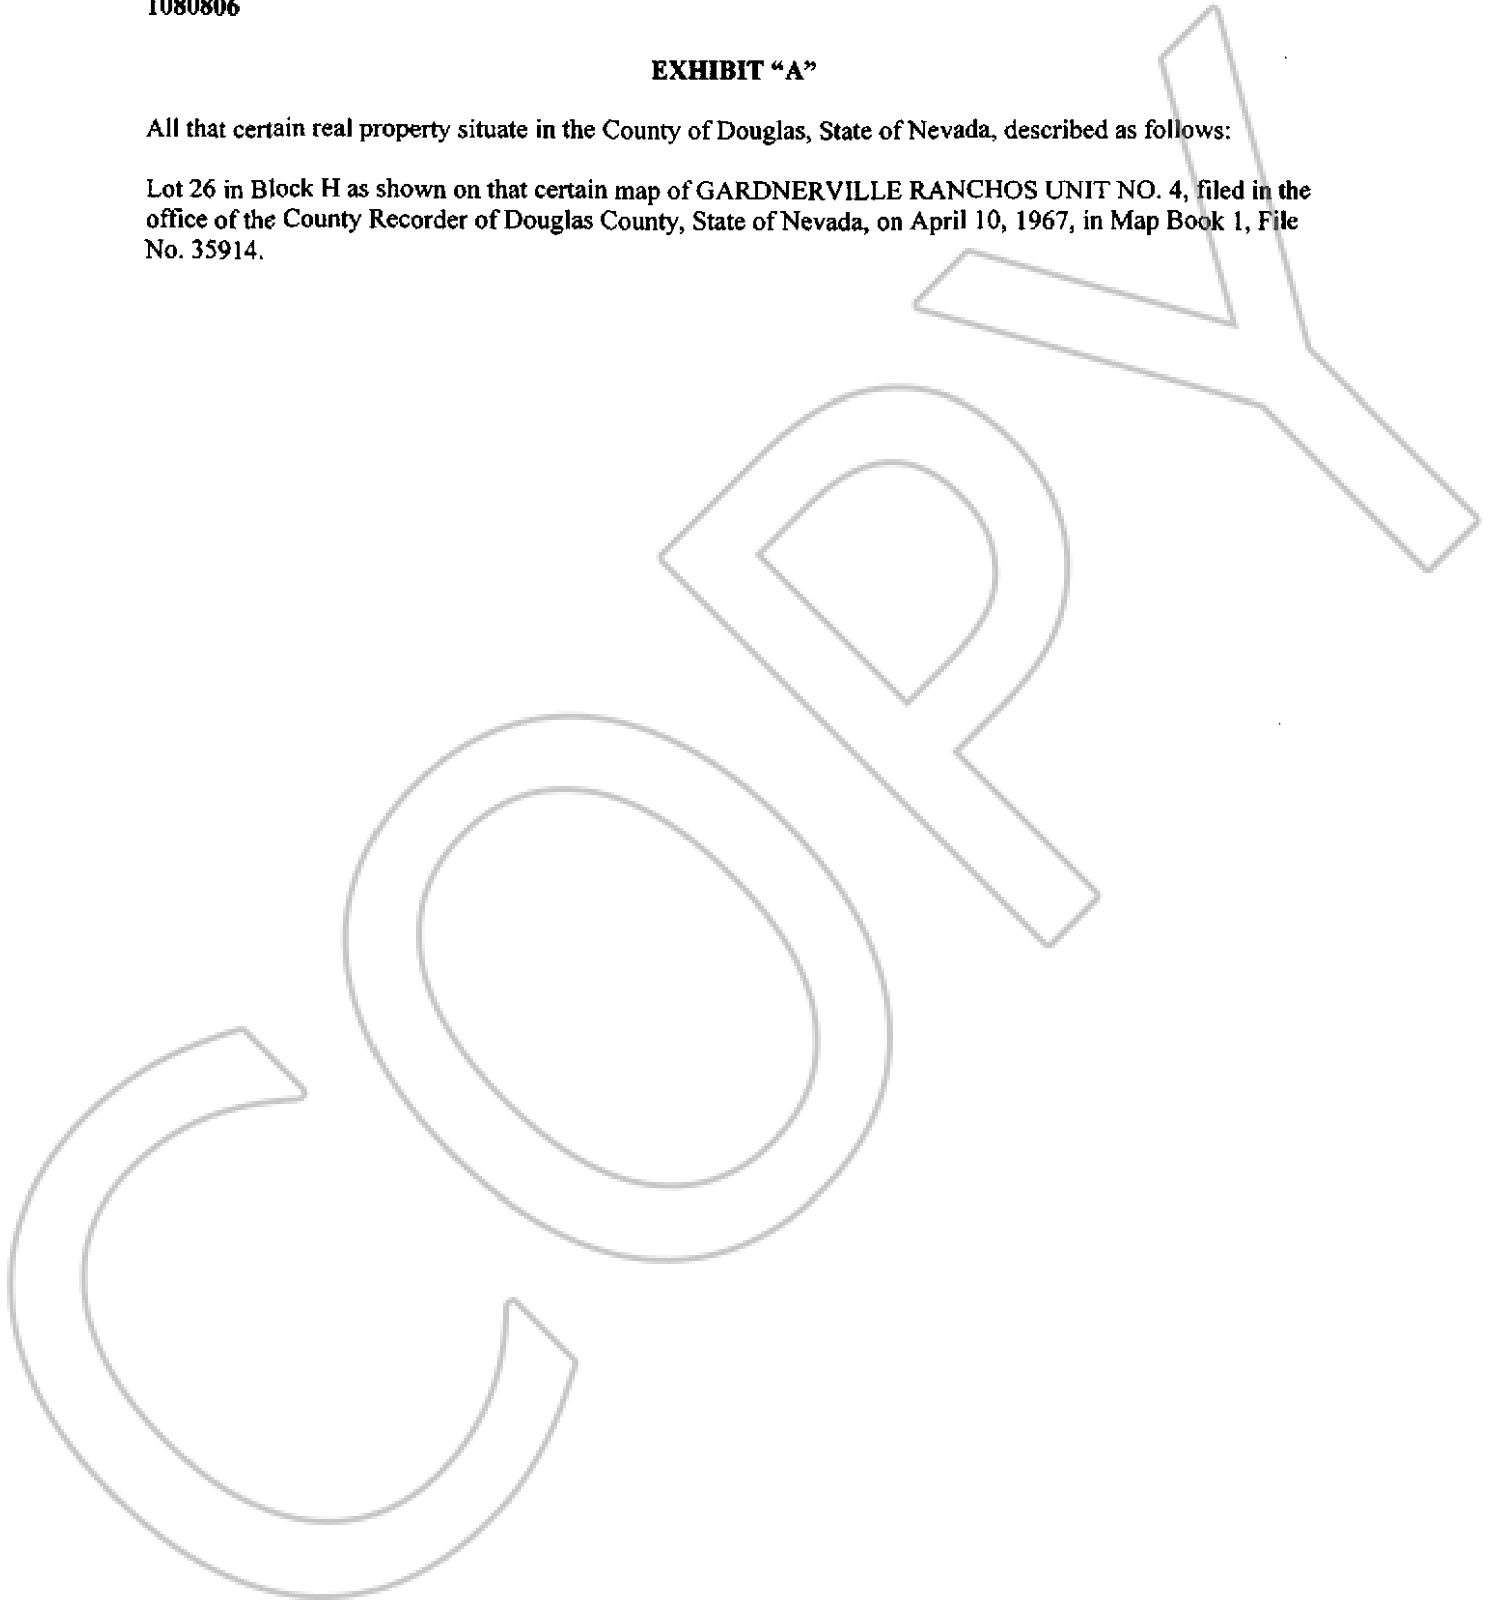 1080806
EXHIBIT “A”
All that certain real property situate in the County of Douglas, State of Nevada, described as follows:
Lot 26 in Block H as shown on that certain map of GARDNERVILLE RANCHOS UNIT NO. 4, filed in the
office of the County Recorder of Douglas County, State of Nevada, on April 10, 1967, in Map Book 1, File
No. 35914.
COPY